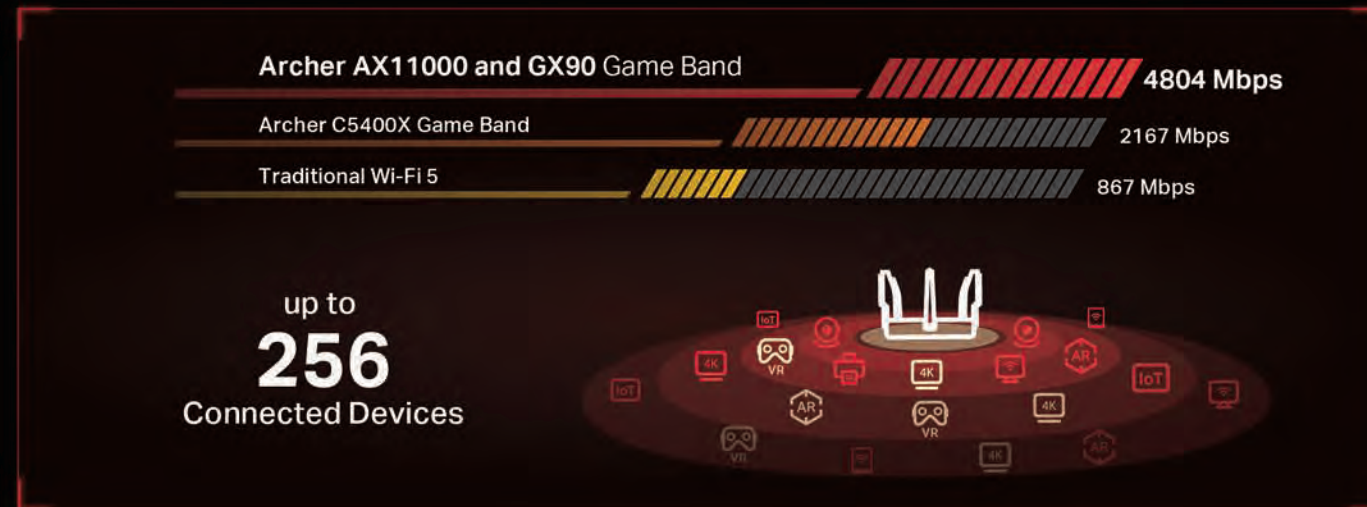 Archer AX11000 and GX90 Game Band
4804 Mbps
Archer C5400X Game Band
2167 Mbps
Traditional Wi-Fi 5
867 Mbps
up to
256
Connected Devices
IoT
4K
VR
4K
AR
IoT
IoT
AR
VR
4K
VR
4K
AR